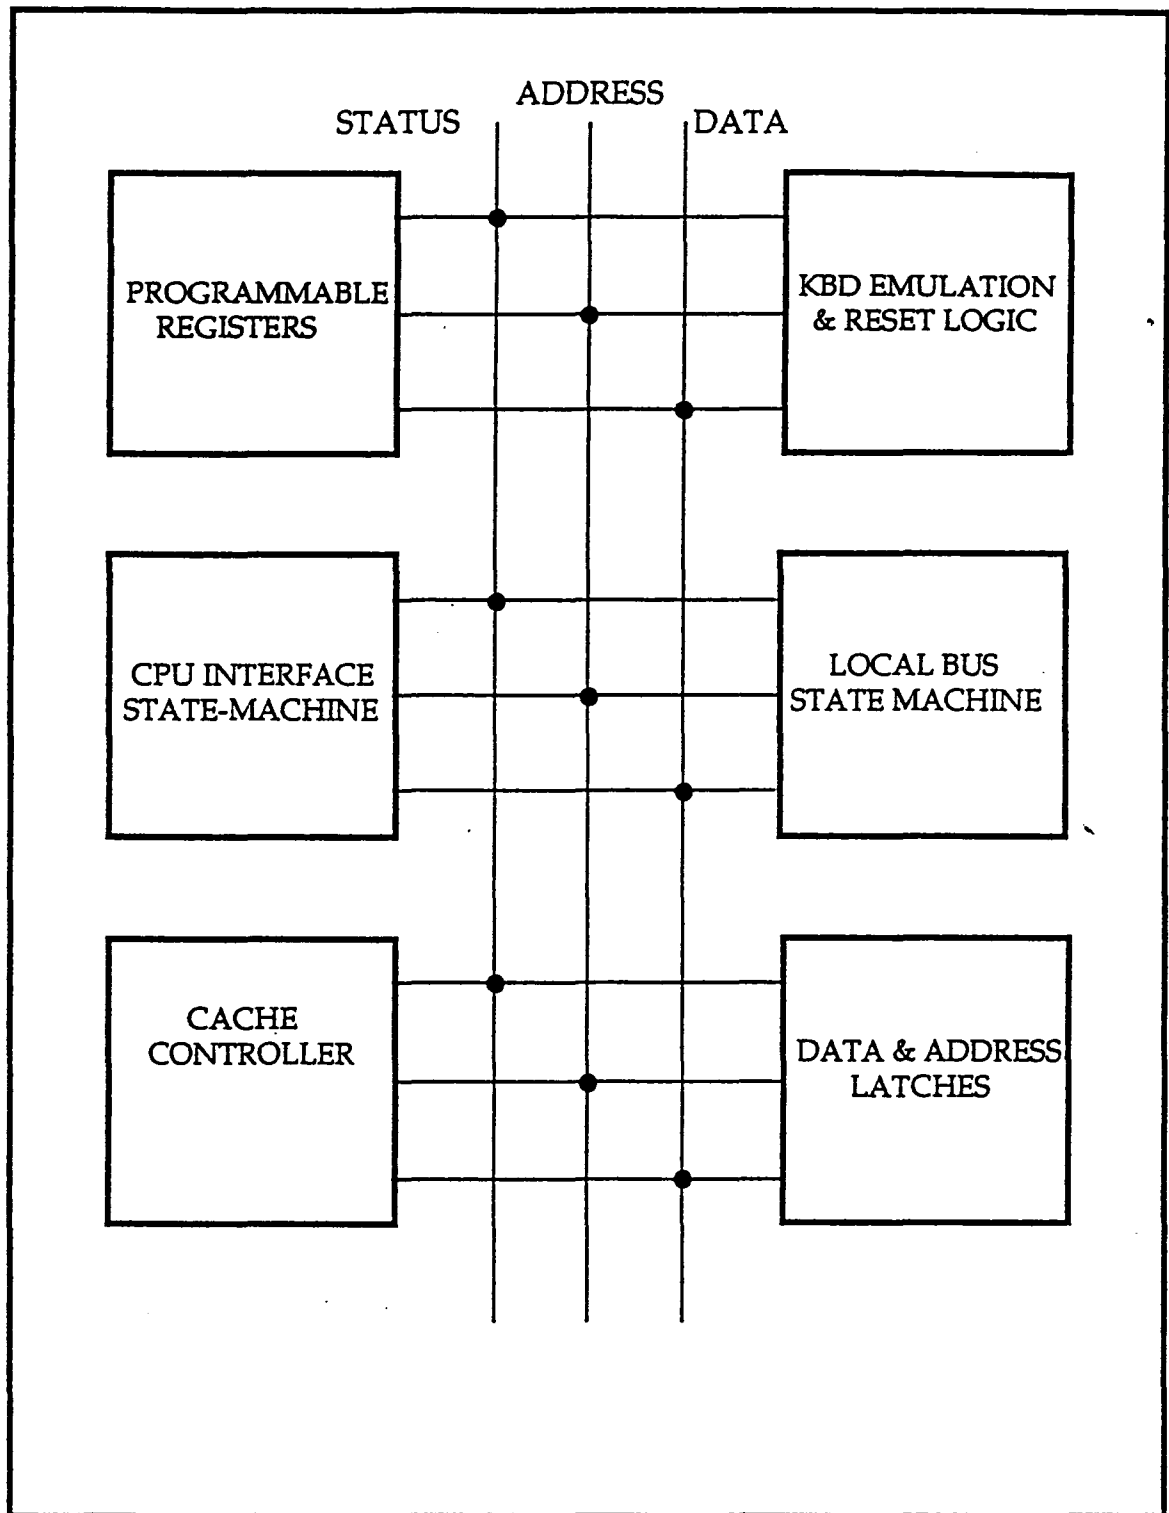 ADDRESS
STATUS
DATA
PROGRAMMABLE
REGISTERS
KBD EMULATION
& RESET LOGIC
CPU INTERFACE
STATE-MACHINE
LOCAL BUS
STATE MACHINE
CACHE
CONTROLLER
DATA & ADDRESS
LATCHES